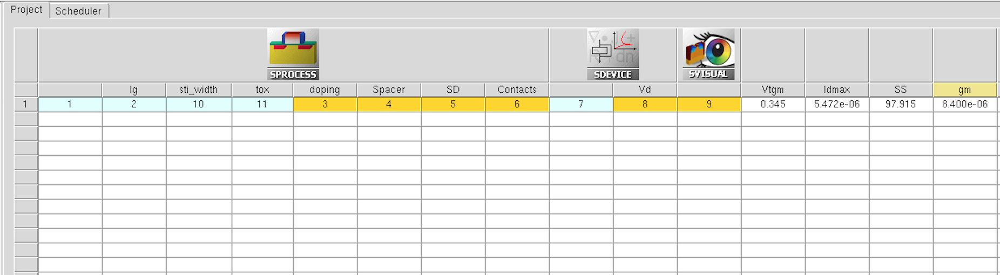 Project Scheduler
∇ • J +
R + dn
SPROCESS SDEVICE SVISUAL
lg sti_width tox doping Spacer SD Contacts Vd Vtgm Idmax SS gm
1 1 2 10 11 3 4 5 6 7 8 9 0.345 5.472e-06 97.915 8.400e-06